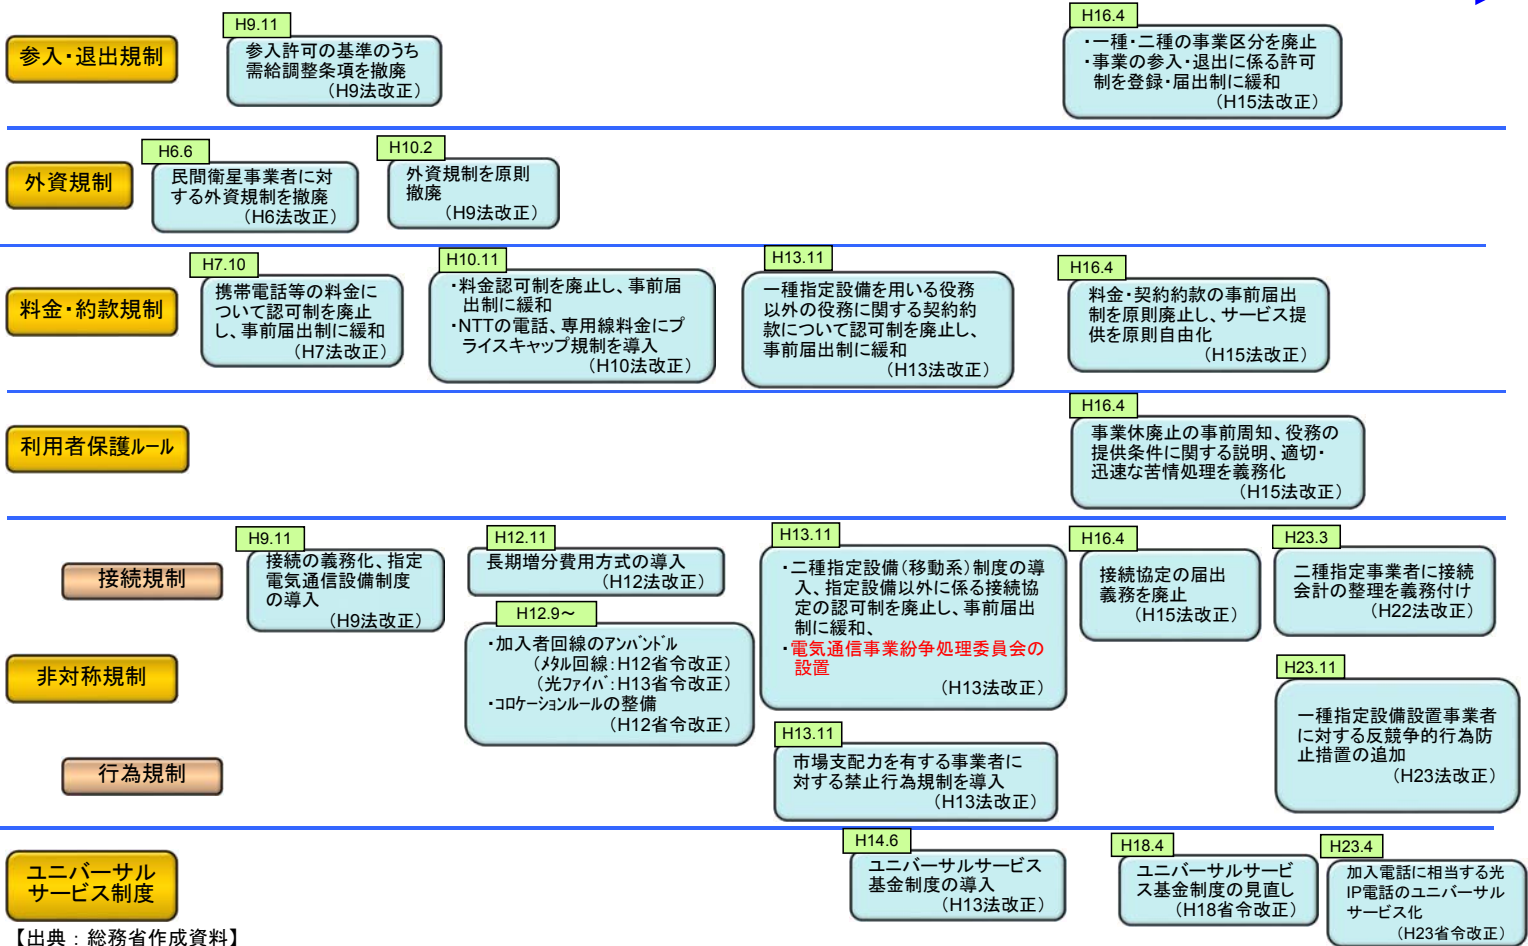 参入・退出規制
H9.11
参入許可の基準のうち
需給調整条項を撤廃
（H9法改正）
H16.4
・一種・二種の事業区分を廃止
・事業の参入・退出に係る許可
制を登録・届出制に緩和
（H15法改正）
外資規制
H6.6
民間衛星事業者に対
する外資規制を撤廃
（H6法改正）
H10.2
外資規制を原則
撤廃
（H9法改正）
料金・約款規制
H7.10
携帯電話等の料金に
ついて認可制を廃止
し、事前届出制に緩和
（H7法改正）
H10.11
・料金認可制を廃止し、事前届
出制に緩和
・NTTの電話、専用線料金にプ
ライスキャップ規制を導入
（H10法改正）
H13.11
一種指定設備を用いる役務
以外の役務に関する契約約
款について認可制を廃止し、
事前届出制に緩和
（H13法改正）
H16.4
料金・契約約款の事前届出
制を原則廃止し、サービス提
供を原則自由化
（H15法改正）
利用者保護ルール
H16.4
事業休廃止の事前周知、役務の
提供条件に関する説明、適切・
迅速な苦情処理を義務化
（H15法改正）
非対称規制
接続規制
H9.11
接続の義務化、指定
電気通信設備制度
の導入
（H9法改正）
H12.11
長期増分費用方式の導入
（H12法改正）
H12.9～
・加入者回線のアンバンドル
（メタル回線：H12省令改正）
（光ファイバ：H13省令改正）
・コロケーションルールの整備
（H12省令改正）
H13.11
・二種指定設備（移動系）制度の導
入、指定設備以外に係る接続協
定の認可制を廃止し、事前届出
制に緩和、
・電気通信事業紛争処理委員会の
設置
（H13法改正）
H16.4
接続協定の届出
義務を廃止
（H15法改正）
H23.3
二種指定事業者に接続
会計の整理を義務付け
（H22法改正）
行為規制
H13.11
市場支配力を有する事業者に
対する禁止行為規制を導入
（H13法改正）
H23.11
一種指定設備設置事業者
に対する反競争的行為防
止措置の追加
（H23法改正）
ユニバーサル
サービス制度
H14.6
ユニバーサルサービス
基金制度の導入
（H13法改正）
H18.4
ユニバーサルサービ
ス基金制度の見直し
（H18省令改正）
H23.4
加入電話に相当する光
IP電話のユニバーサル
サービス化
（H23省令改正）
【出典：総務省作成資料】